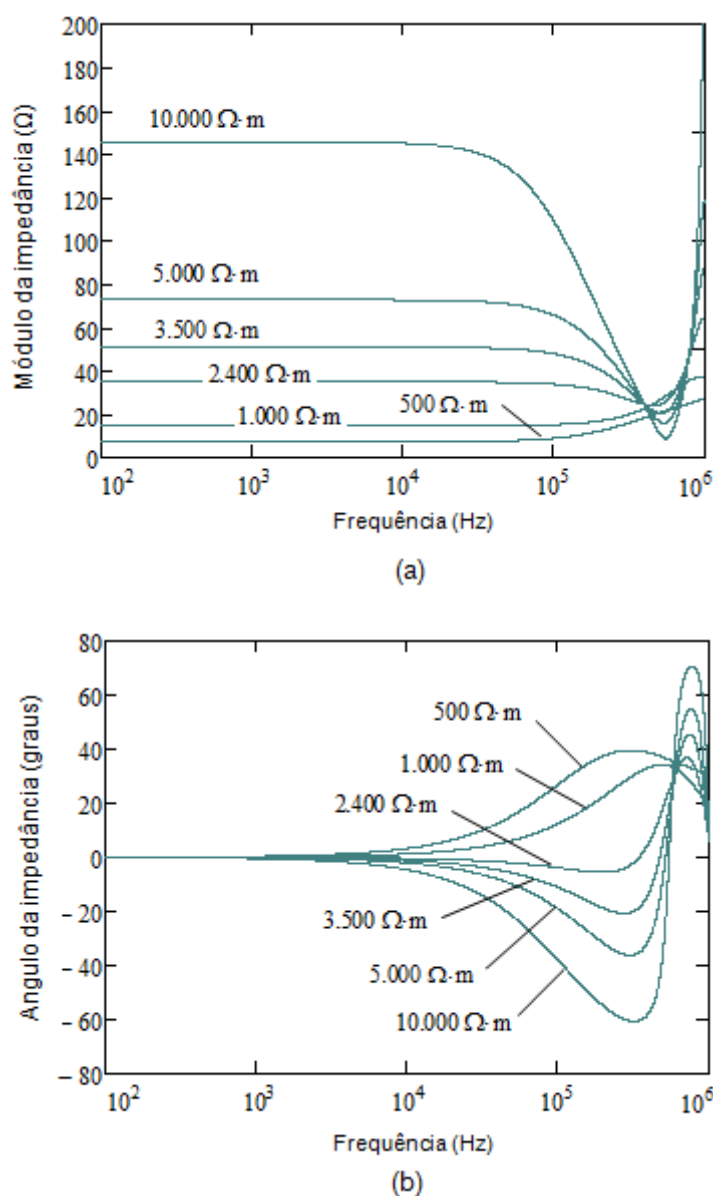 200
180
160
140
120
100
80
60
40
20
0
Módulo da impedância (Ω)
10.000 Ω·m
5.000 Ω·m
3.500 Ω·m
2.400 Ω·m
1.000 Ω·m
500 Ω·m
10² 10³ 10⁴ 10⁵ 10⁶
Frequência (Hz)
(a)
80
60
40
20
0
– 20
– 40
– 60
– 80
Angulo da impedância (graus)
500 Ω·m
1.000 Ω·m
2.400 Ω·m
3.500 Ω·m
5.000 Ω·m
10.000 Ω·m
10² 10³ 10⁴ 10⁵ 10⁶
Frequência (Hz)
(b)